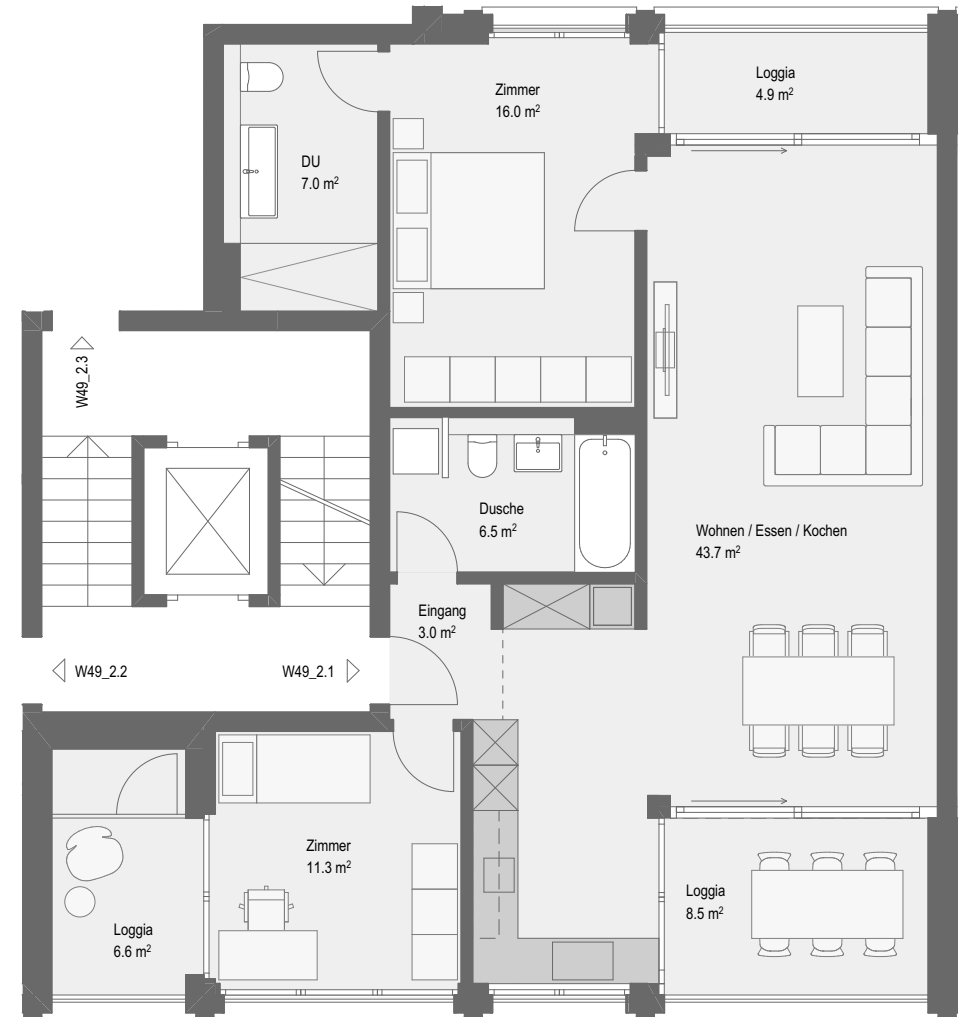 Loggia
4.9 m²
Zimmer
16.0 m²
DU
7.0 m²
W49_2.3
Dusche
6.5 m²
Wohnen / Essen / Kochen
43.7 m²
Eingang
3.0 m²
W49_2.2
W49_2.1
Zimmer
11.3 m²
Loggia
8.5 m²
Loggia
6.6 m²